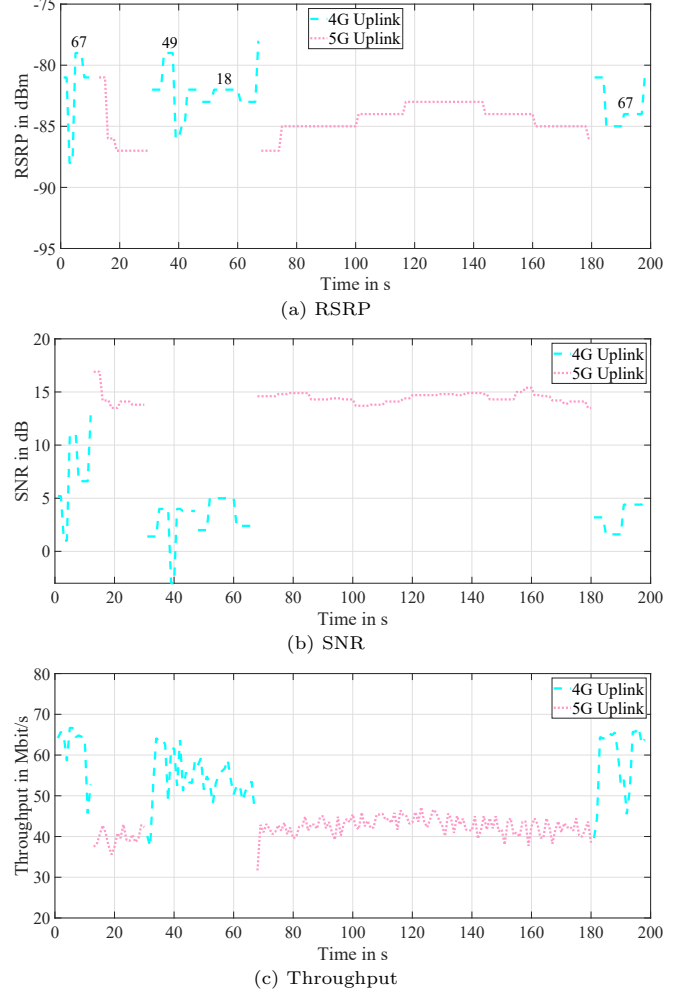 -75
-80
-85
-90
-95
RSRP in dBm
67
49
18
67
4G Uplink
5G Uplink
0 20 40 60 80 100 120 140 160 180 200
Time in s
(a) RSRP
20
15
10
5
0
SNR in dB
4G Uplink
5G Uplink
0 20 40 60 80 100 120 140 160 180 200
Time in s
(b) SNR
80
70
60
50
40
30
20
Throughput in Mbit/s
4G Uplink
5G Uplink
0 20 40 60 80 100 120 140 160 180 200
Time in s
(c) Throughput